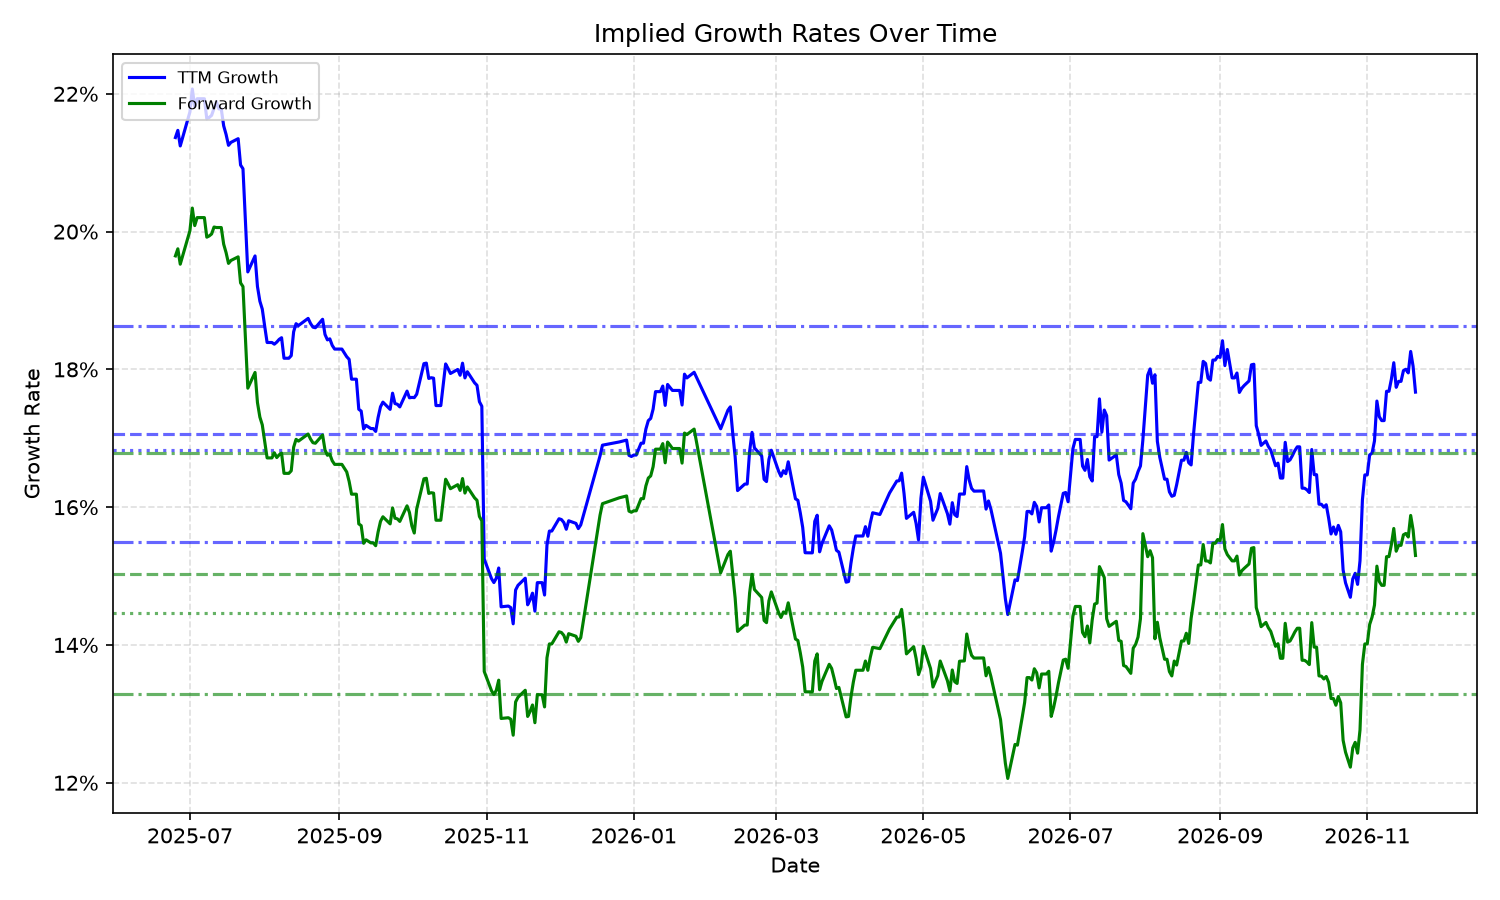 Implied Growth Rates Over Time
TTM Growth
Forward Growth
22%
20%
18%
16%
14%
12%
Growth Rate
2025-07 2025-09 2025-11 2026-01 2026-03 2026-05 2026-07 2026-09 2026-11
Date